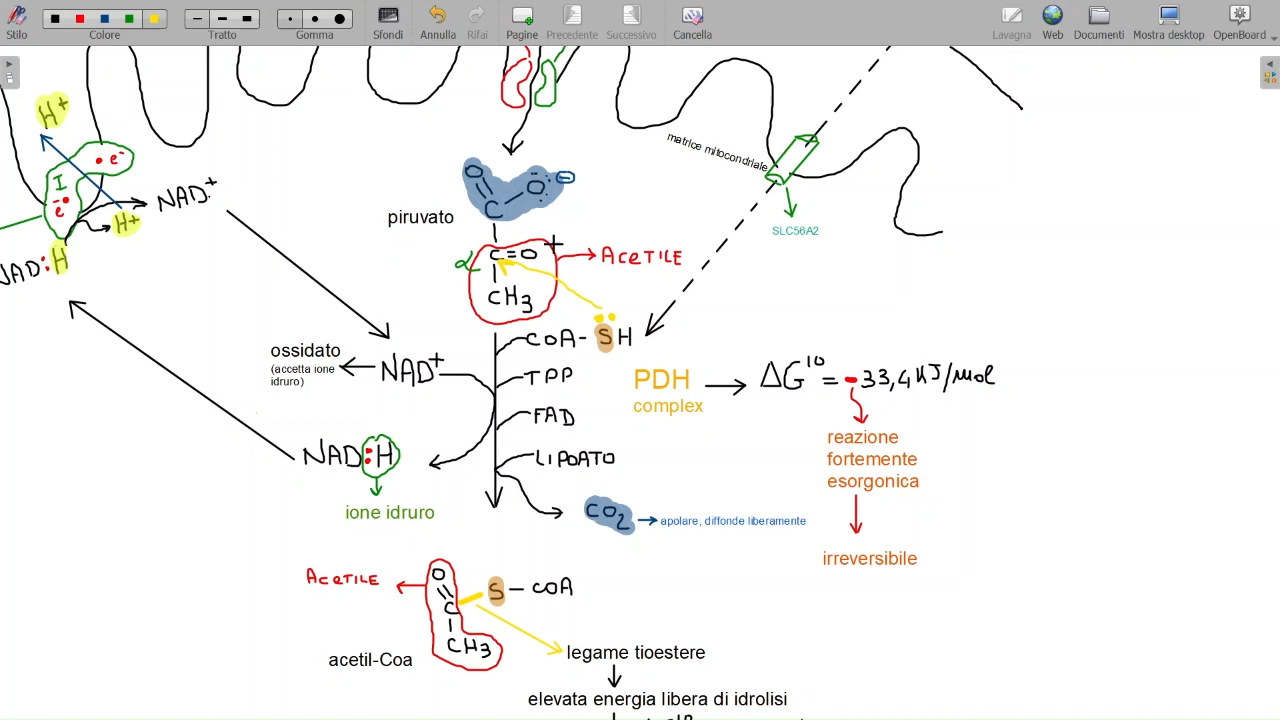 Stilo
Colore
Tratto
Gomma
Sfondi
Annulla
Rifai
Pagine
Precedente
Successivo
Cancella
Lavagna
Web
Documenti
Mostra desktop
OpenBoard
H+
e-
I
e-
H+
NAD+
NAD:H
matrice mitocondriale
SLC56A2
O
O -
C
piruvato
α
C=O
+
ACETILE
CH3
COA-SH
ossidato
(accetta ione
idruro)
NAD+
TPP
PDH
complex
ΔG'° = -33,4 KJ/mol
FAD
reazione
fortemente
esorgonica
NAD:H
LIPOATO
ione idruro
CO2
apolare, diffonde liberamente
irreversibile
ACETILE
O
C
S - COA
CH3
acetil-Coa
legame tioestere
elevata energia libera di idrolisi